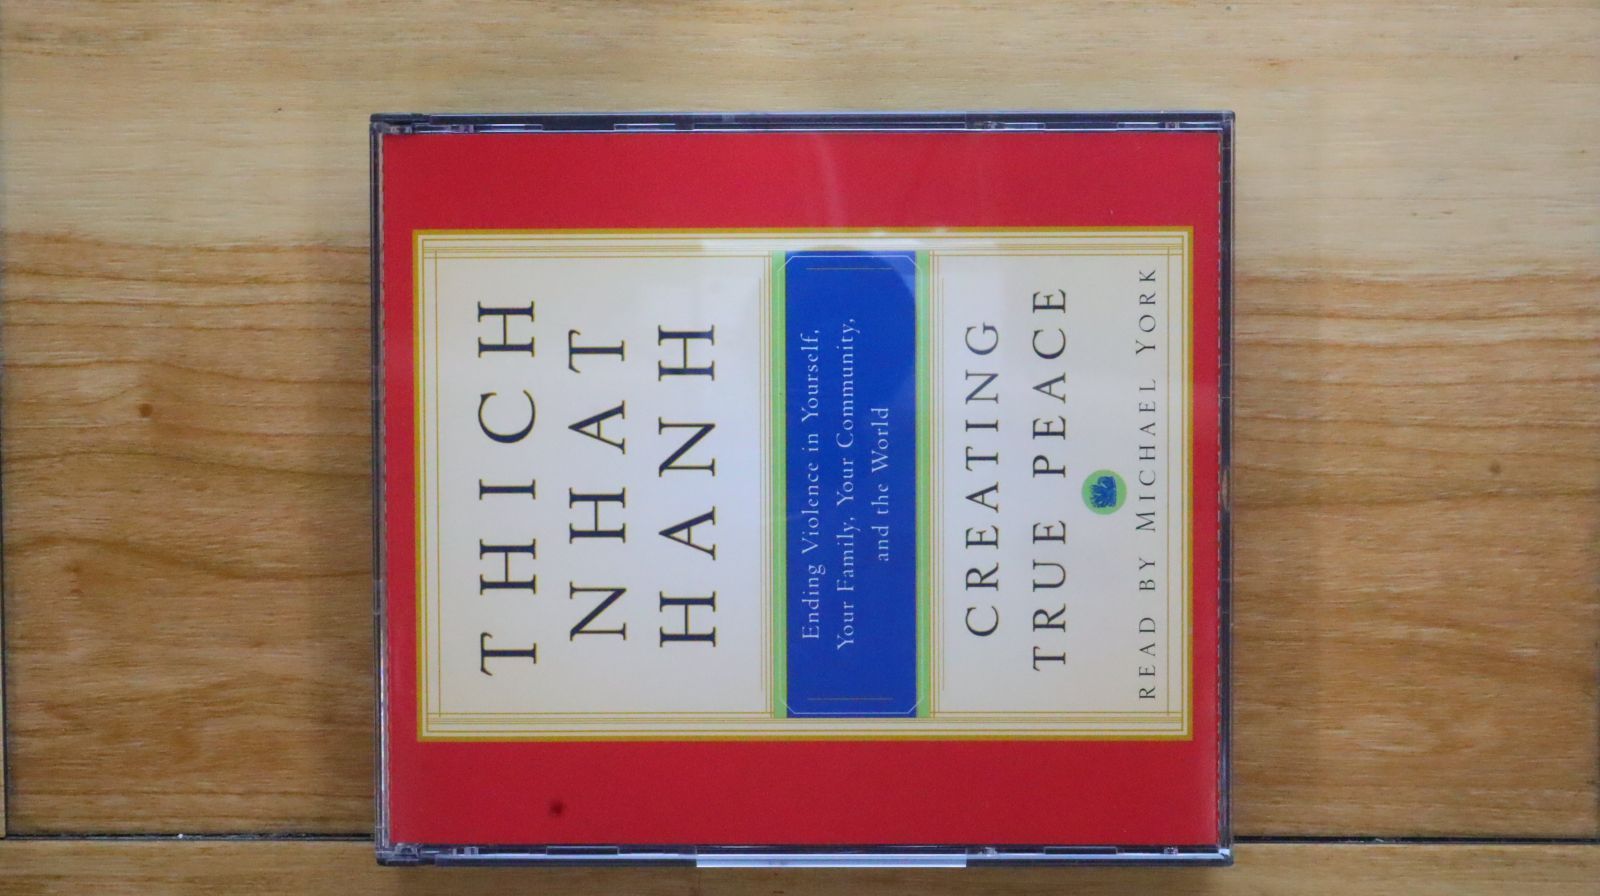 THICH
NHAT
HANH
Ending Violence in Yourself,
Your Family, Your Community,
and the World
CREATING
TRUE PEACE
READ BY MICHAEL YORK